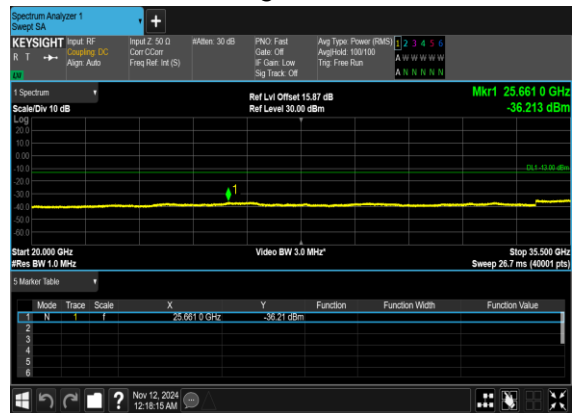 Spectrum Analyzer 1
Swept SA
KEYSIGHT Input: RF Input Z: 50 Ω #Atten: 30 dB PNO: Fast Avg Type: Power (RMS) 1 2 3 4 5 6
R T Coupling: DC Corr CCorr Gate: Off Avg|Hold: 100/100 A W W W W W
Align: Auto Freq Ref: Int (S) IF Gain: Low Trig: Free Run
LXI Sig Track: Off A N N N N N
1 Spectrum Ref Lvl Offset 15.87 dB Mkr1 25.661 0 GHz
Scale/Div 10 dB Ref Level 30.00 dBm -36.213 dBm
Log
20.0
10.0
0.00
-10.0 DL1 -13.00 dBm
-20.0
-30.0 1
-40.0
-50.0
-60.0
Start 20.000 GHz Video BW 3.0 MHz* Stop 35.500 GHz
#Res BW 1.0 MHz Sweep 26.7 ms (40001 pts)
5 Marker Table
Mode Trace Scale X Y Function Function Width Function Value
1 N 1 f 25.661 0 GHz -36.21 dBm
2
3
4
5
6
? Nov 12, 2024
12:18:15 AM